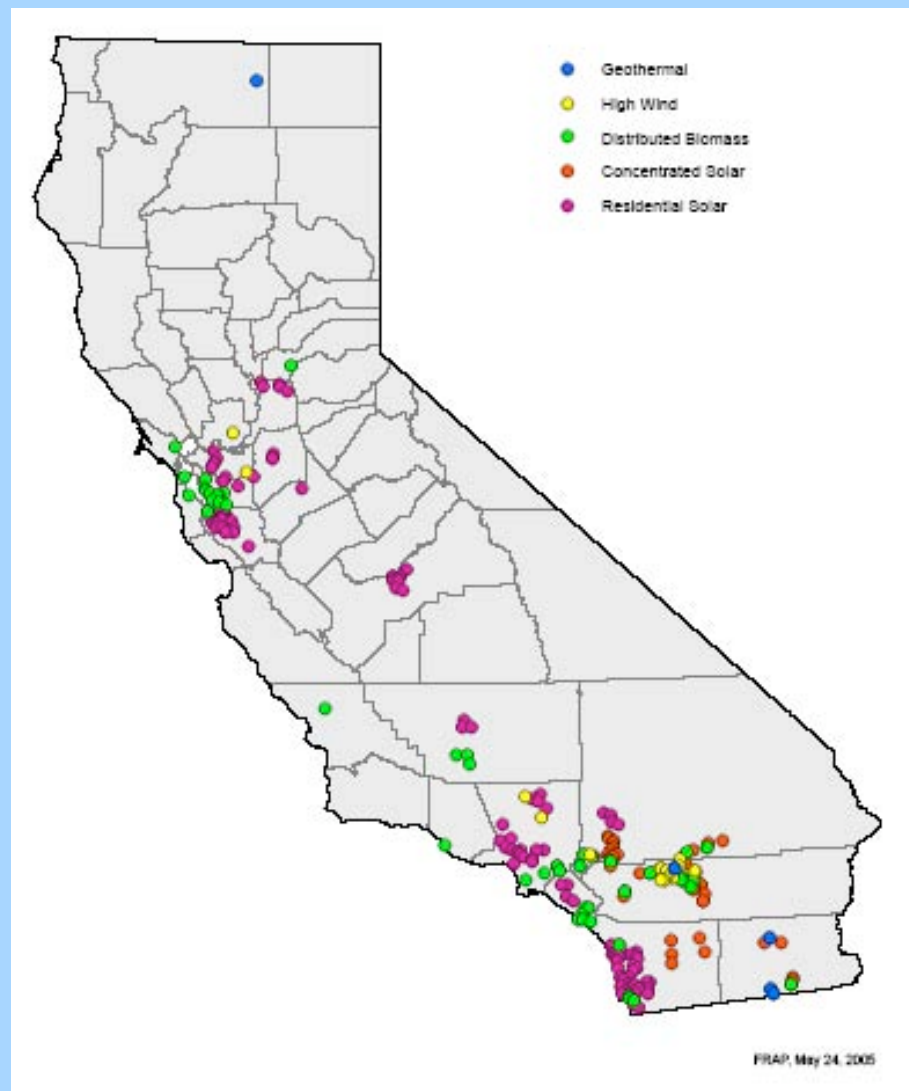 Geothermal
High Wind
Distributed Biomass
Concentrated Solar
Residential Solar
FRAP, May 24, 2005